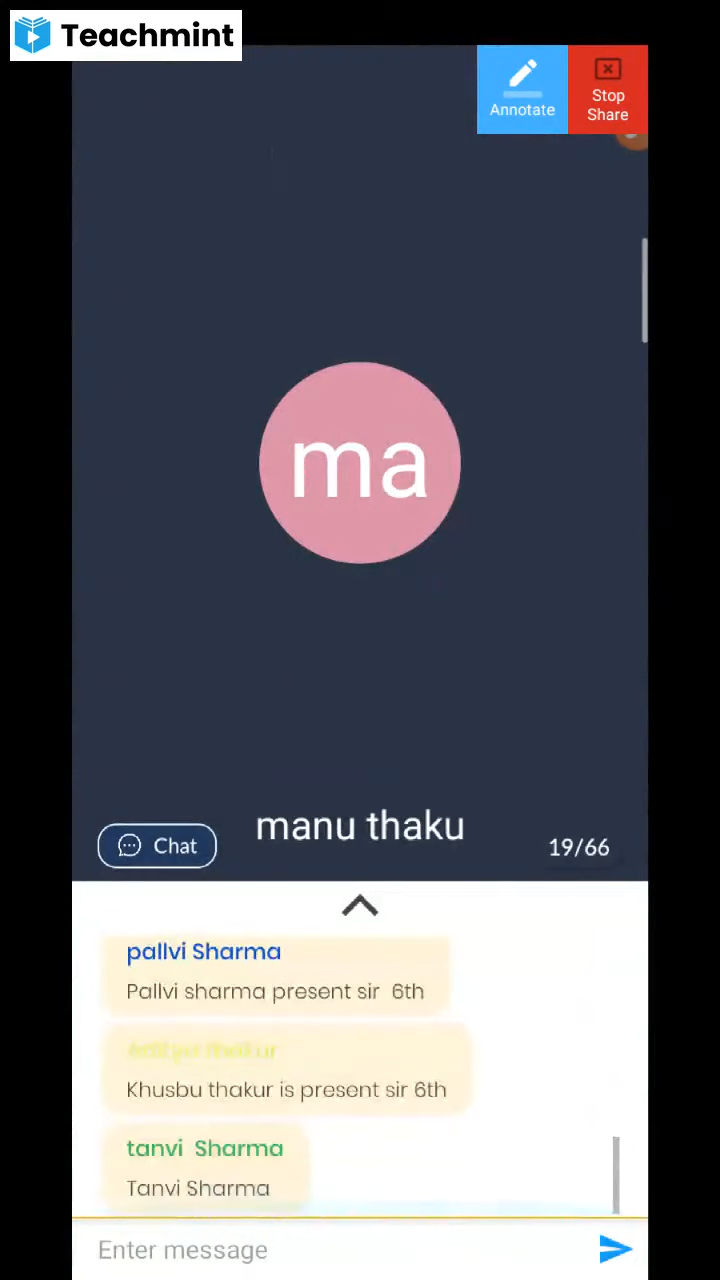 Teachmint
Annotate
Stop
Share
ma
manu thaku
Chat
19/66
pallvi Sharma
Pallvi sharma present sir 6th
Khusbu thakur is present sir 6th
tanvi Sharma
Tanvi Sharma
Enter message